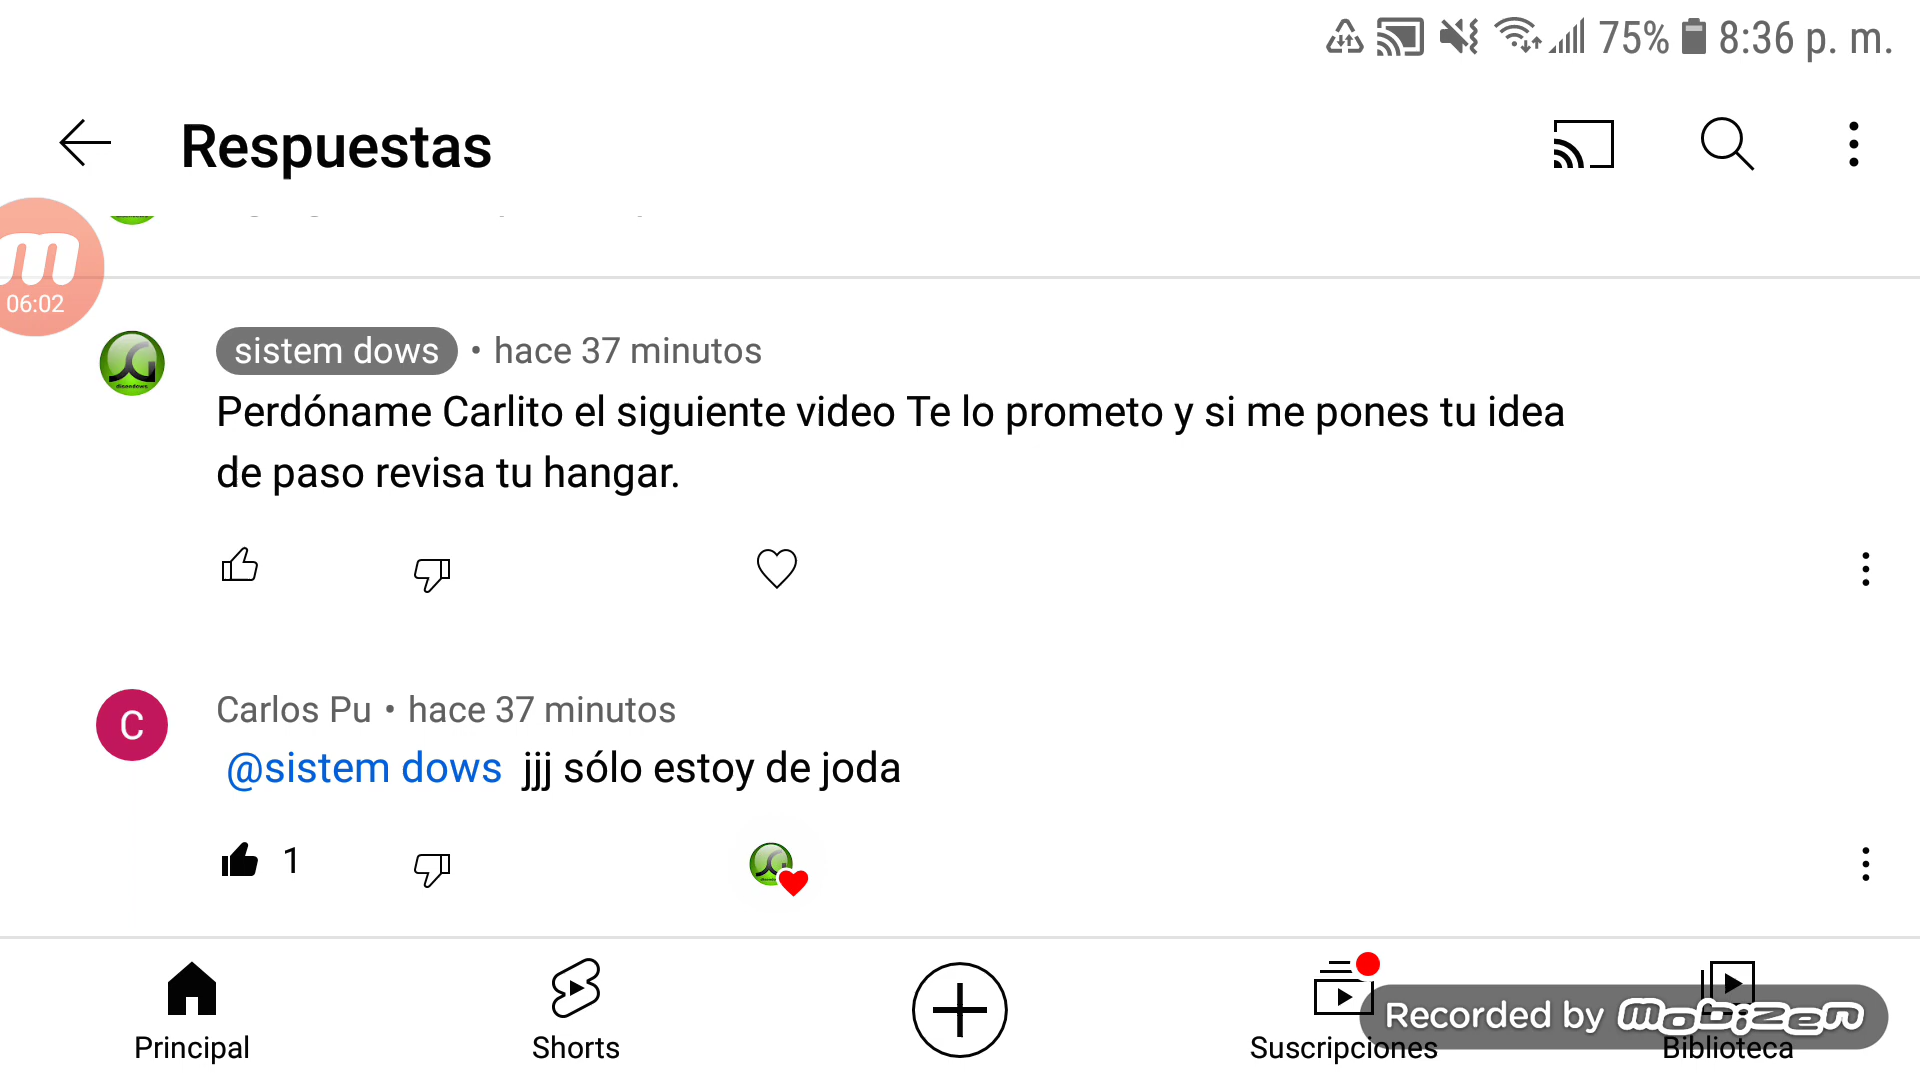 75% 8:36 p. m.
Respuestas
m
06:02
sistem dows • hace 37 minutos
Perdóname Carlito el siguiente video Te lo prometo y si me pones tu idea
de paso revisa tu hangar.
C
Carlos Pu • hace 37 minutos
@sistem dows jjj sólo estoy de joda
1
Recorded by mobizen
Principal
Shorts
Suscripciones
Biblioteca